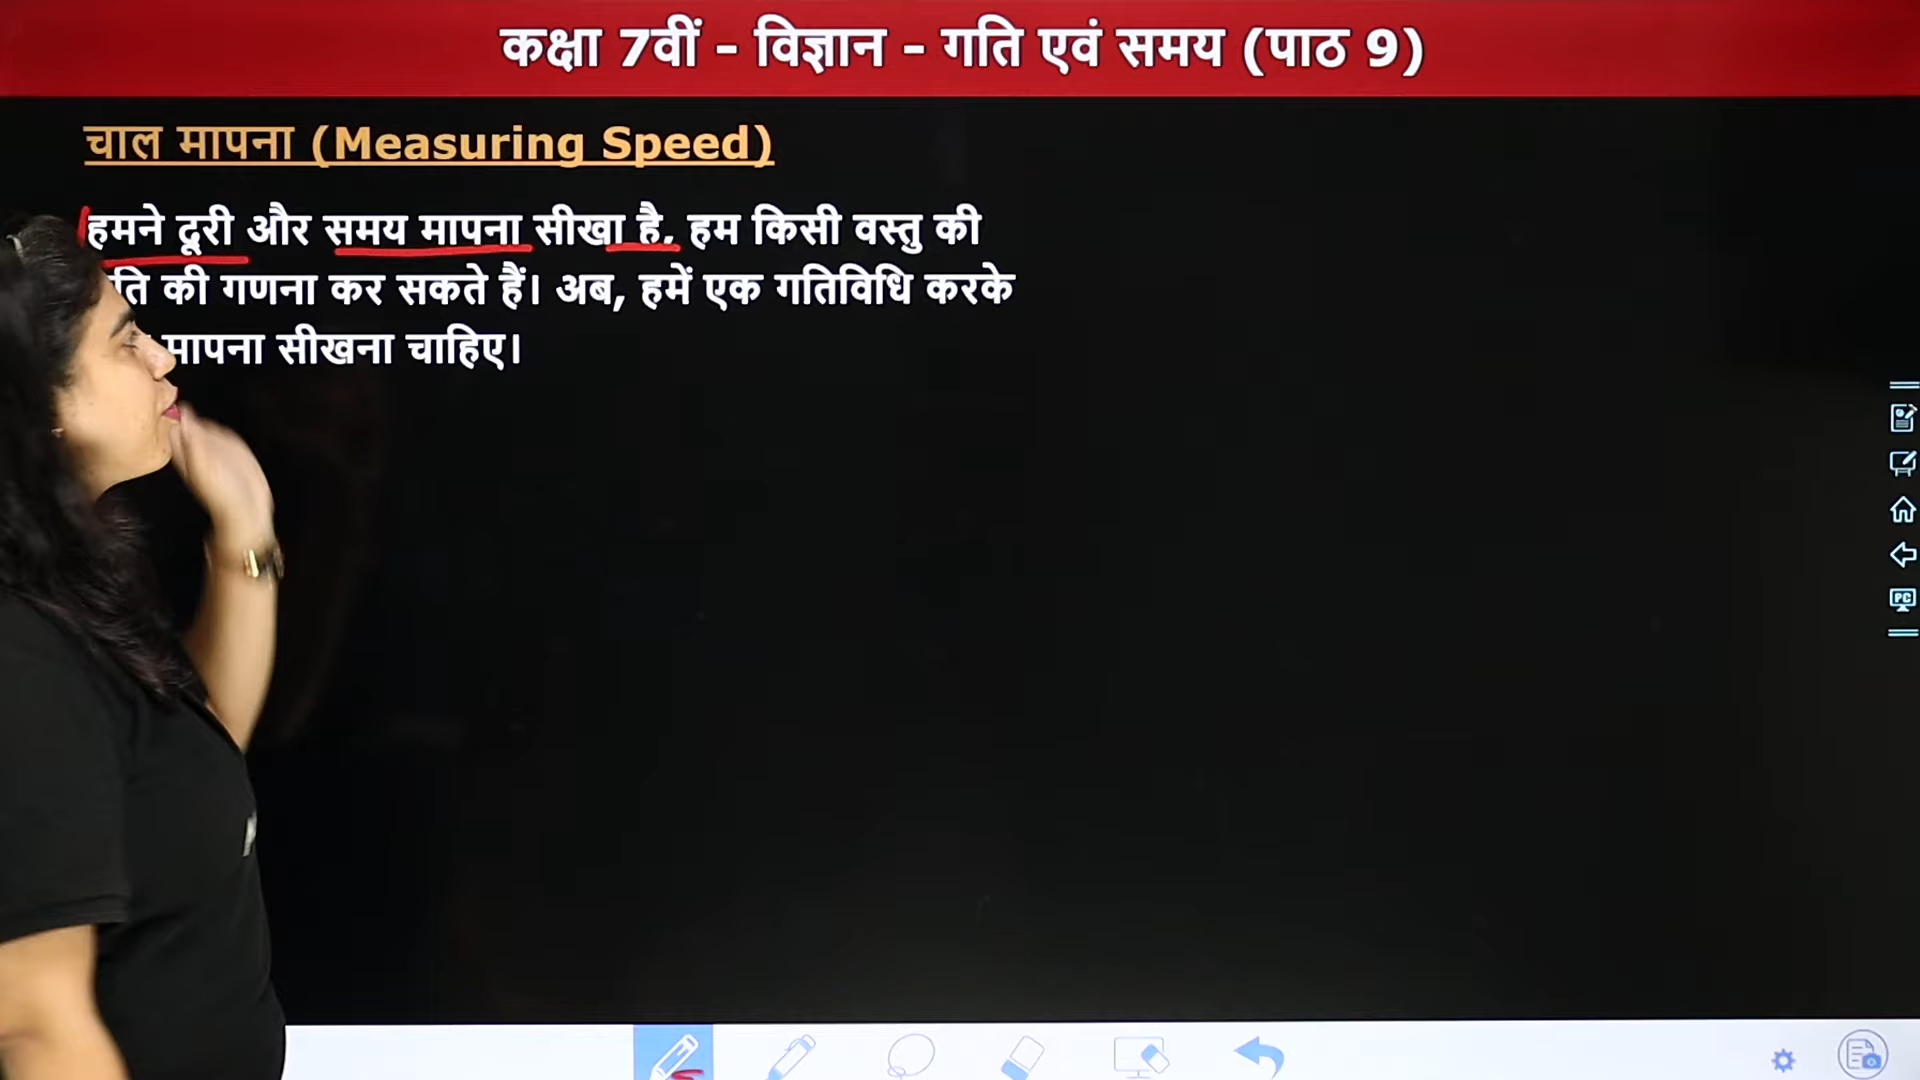 कक्षा 7वीं - विज्ञान - गति एवं समय (पाठ 9)
चाल मापना (Measuring Speed)
हमने दूरी और समय मापना सीखा है, हम किसी वस्तु की
की गणना कर सकते हैं। अब, हमें एक गतिविधि करके
मापना सीखना चाहिए।
PC